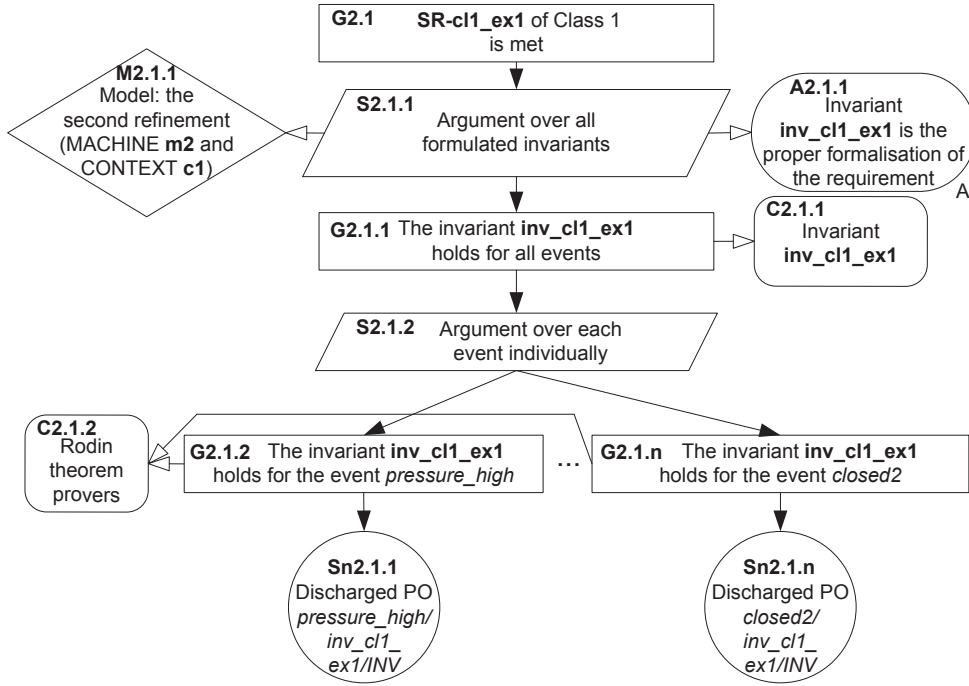 G2.1 SR-cl1_ex1 of Class 1
is met
M2.1.1
Model: the
second refinement
(MACHINE m2 and
CONTEXT c1)
S2.1.1
Argument over all
formulated invariants
A2.1.1
Invariant
inv_cl1_ex1 is the
proper formalisation of
the requirement
A
G2.1.1 The invariant inv_cl1_ex1
holds for all events
C2.1.1
Invariant
inv_cl1_ex1
S2.1.2 Argument over each
event individually
C2.1.2
Rodin
theorem
provers
G2.1.2 The invariant inv_cl1_ex1
holds for the event pressure_high
...
G2.1.n The invariant inv_cl1_ex1
holds for the event closed2
Sn2.1.1
Discharged PO
pressure_high/
inv_cl1_
ex1/INV
Sn2.1.n
Discharged PO
closed2/
inv_cl1_
ex1/INV